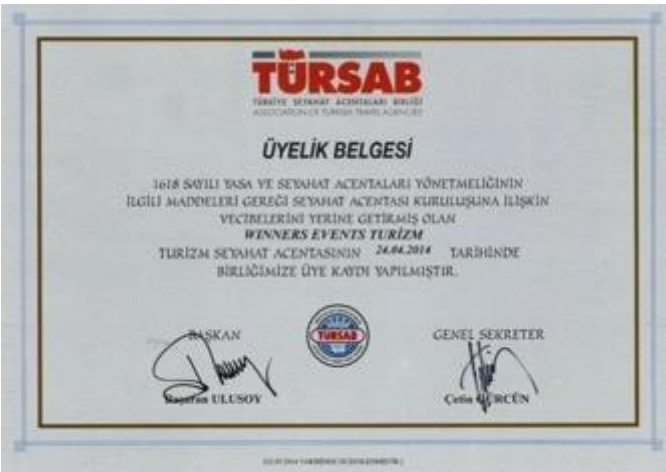 TÜRSAB
TÜRKİYE SEYAHAT ACENTALARI BİRLİĞİ
ASSOCIATION OF TURKISH TRAVEL AGENCIES
ÜYELİK BELGESİ
1618 SAYILI YASA VE SEYAHAT ACENTALARI YÖNETMELİĞİNİN
İLGİLİ MADDELERİ GEREĞİ SEYAHAT ACENTASI KURULUŞUNA İLİŞKİN
VECİBELERİNİ YERİNE GETİRMİŞ OLAN
WINNERS EVENTS TURİZM
TURİZM SEYAHAT ACENTASININ 24.04.2014 TARİHİNDE
BİRLİĞİMİZE ÜYE KAYDI YAPILMIŞTIR.
BAŞKAN
TURSAB
GENEL SEKRETER
Başaran ULUSOY
Çetin GÜRCÜN